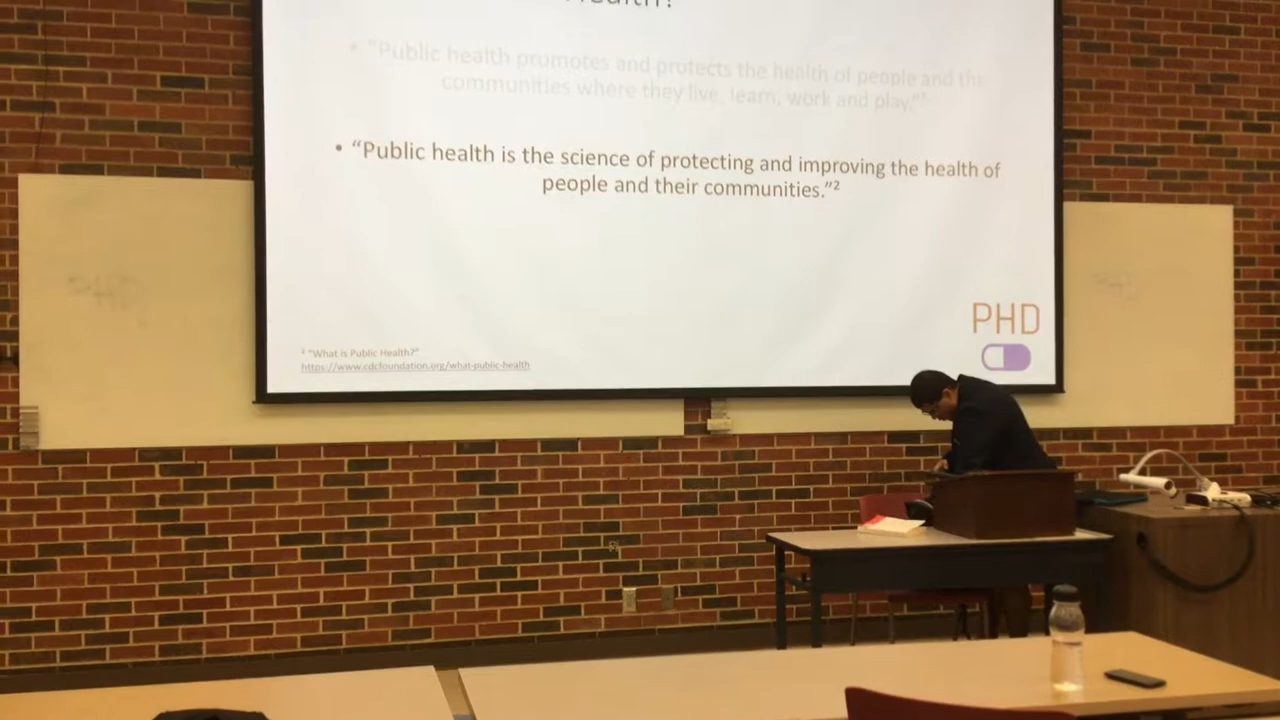 Health?
• "Public health promotes and protects the health of people and the
communities where they live, learn, work and play."¹
• “Public health is the science of protecting and improving the health of
people and their communities.”²
² "What is Public Health?"
https://www.cdcfoundation.org/what-public-health
PHD